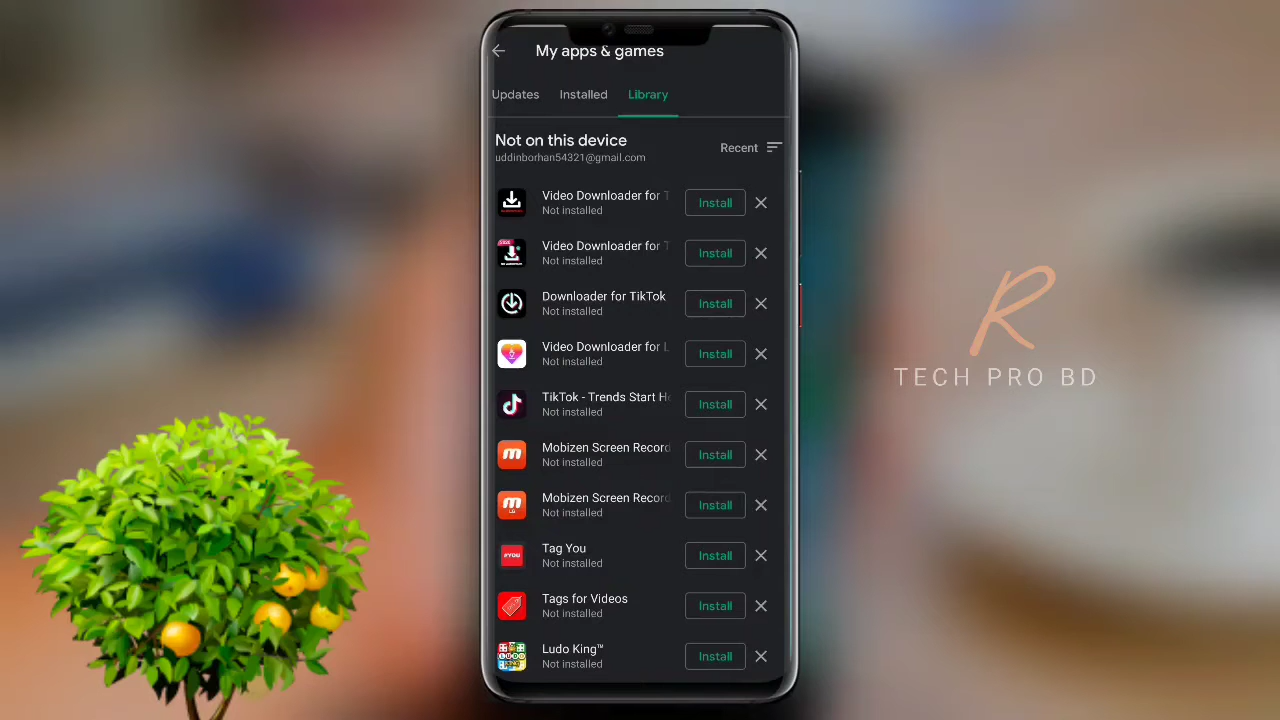 My apps & games
Updates Installed Library
Not on this device
Recent
uddinborhan54321@gmail.com
Video Downloader for T
Install
Not installed
Video Downloader for T
Install
Not installed
Downloader for TikTok
Install
Not installed
Video Downloader for L
Install
Not installed
TikTok - Trends Start He
Install
Not installed
Mobizen Screen Record
Install
Not installed
Mobizen Screen Record
Install
Not installed
Tag You
Install
Not installed
Tags for Videos
Install
Not installed
Ludo King™
Install
Not installed
R
TECH PRO BD